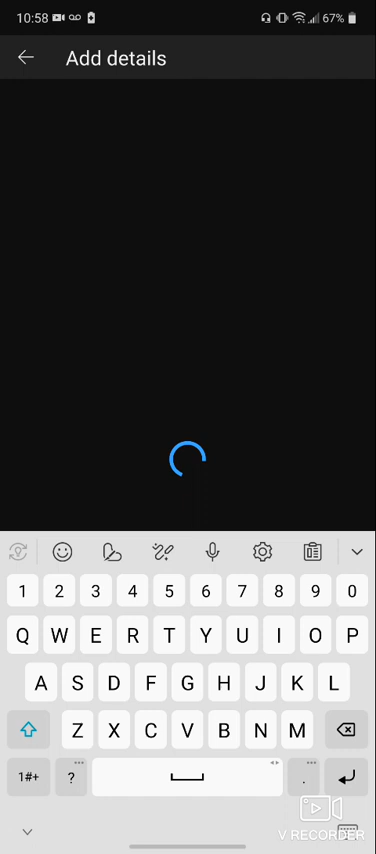 10:58 67%
Add details
1 2 3 4 5 6 7 8 9 0
Q W E R T Y U I O P
A S D F G H J K L
Z X C V B N M
1#+ ? .
V RECORDER